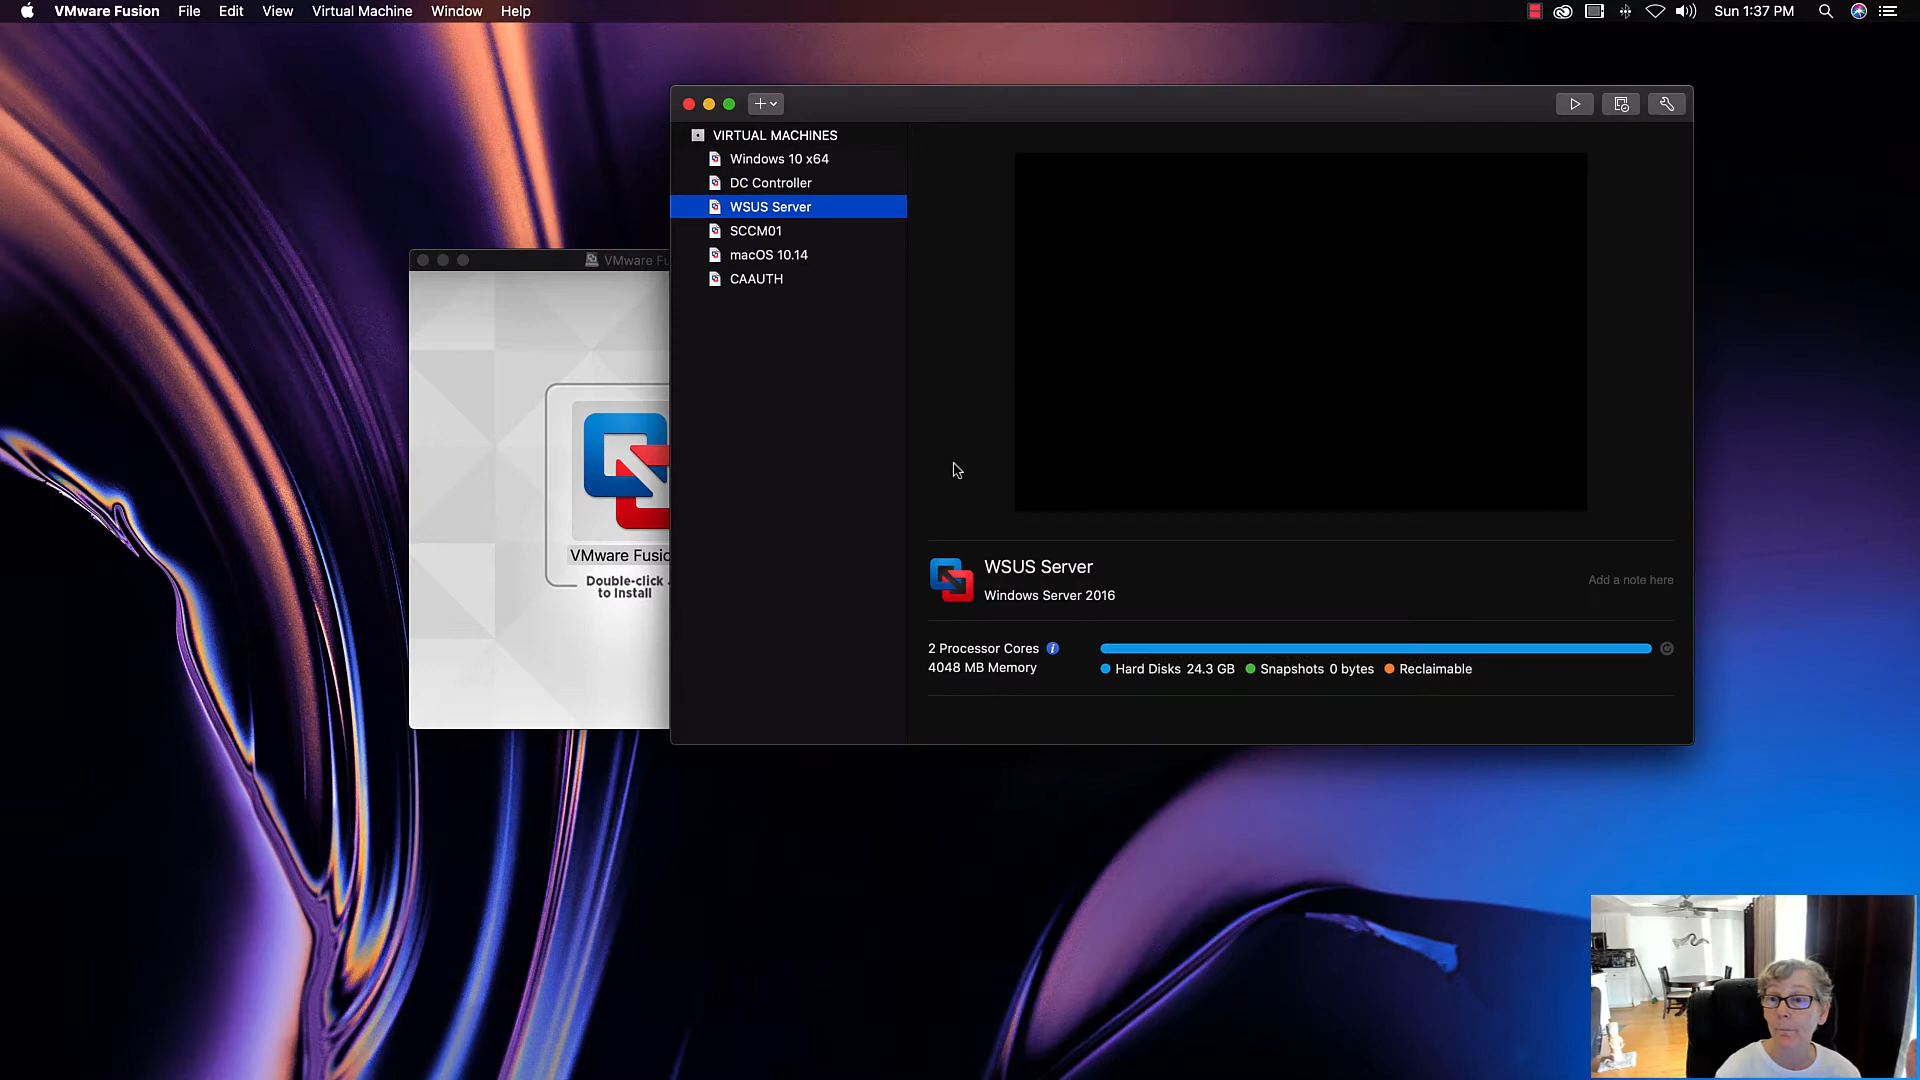 VMware Fusion File Edit View Virtual Machine Window Help Sun 1:37 PM
VIRTUAL MACHINES
Windows 10 x64
DC Controller
WSUS Server
SCCM01
macOS 10.14
CAAUTH
VMware Fu
VMware Fusio
Double-click
to Install
WSUS Server
Windows Server 2016
Add a note here
2 Processor Cores
4048 MB Memory
Hard Disks 24.3 GB Snapshots 0 bytes Reclaimable